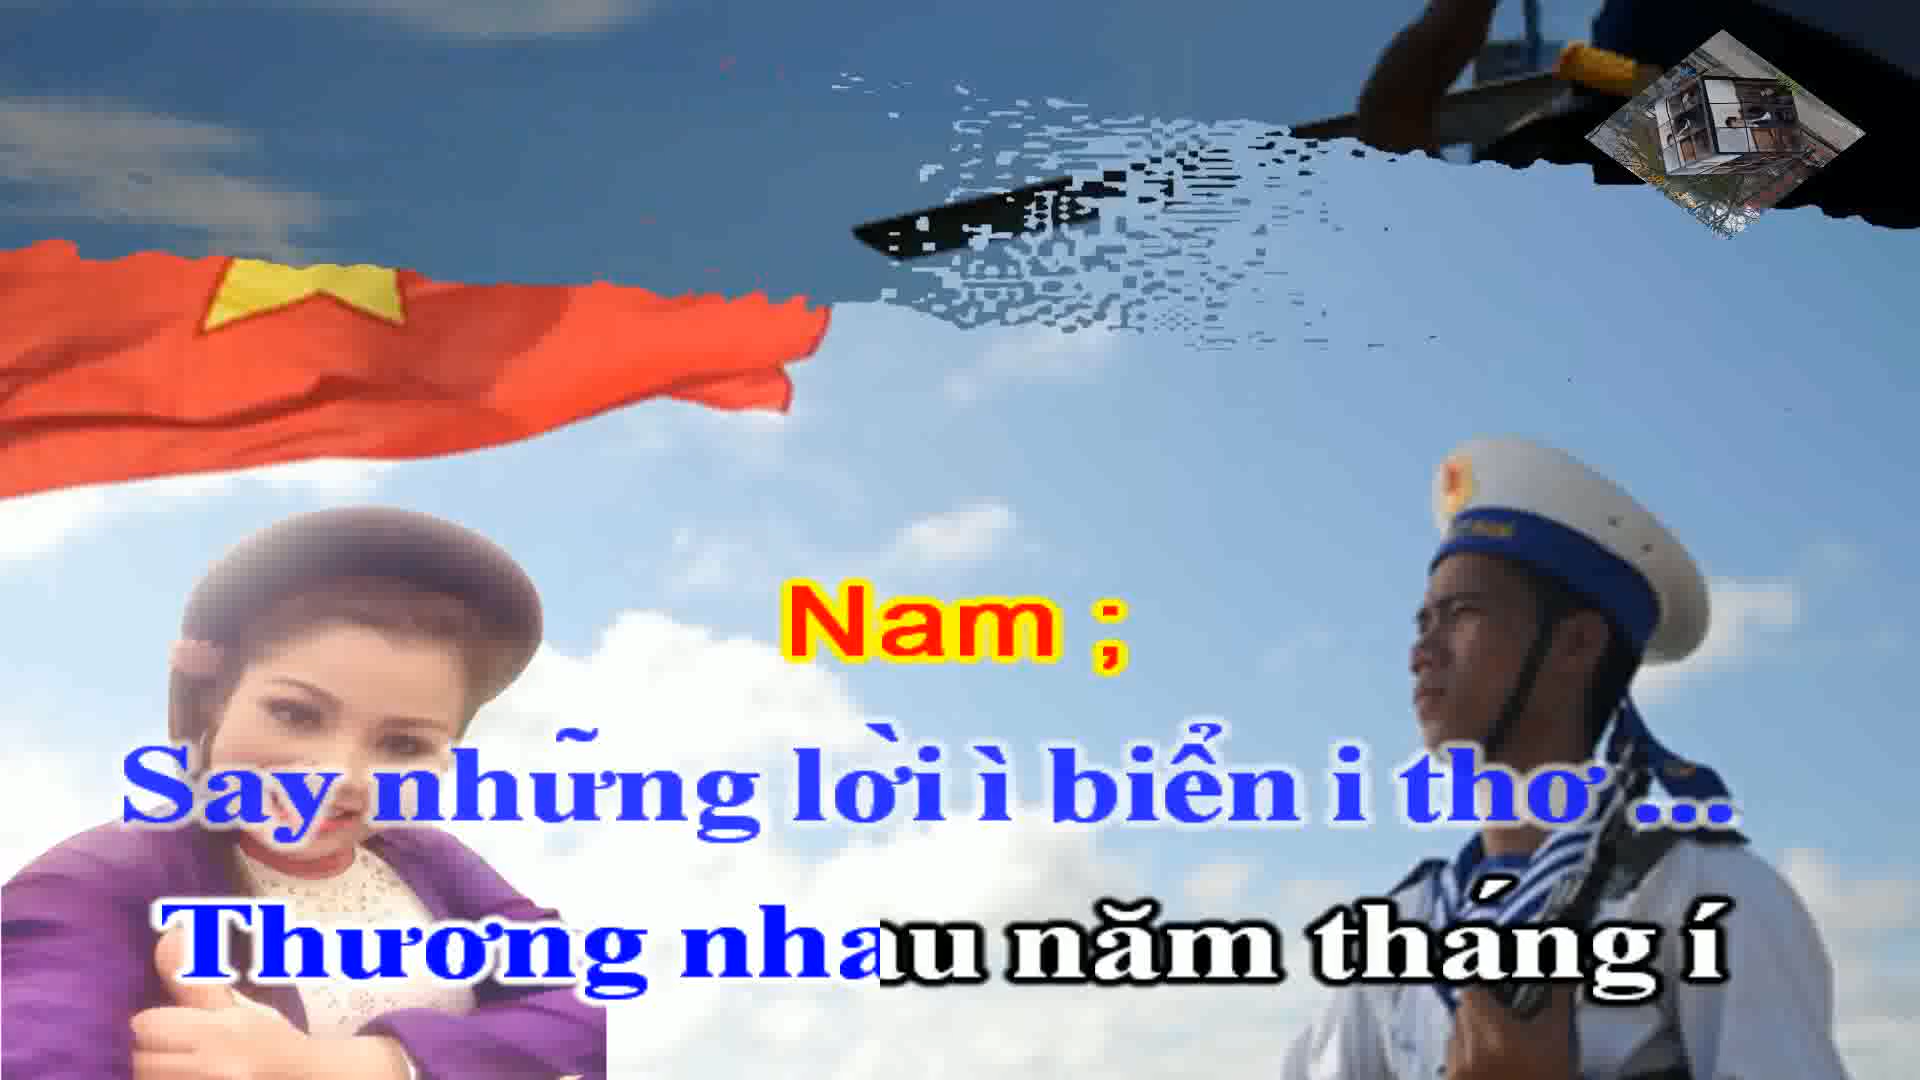 Nam ;
Say những lời ì biển i thơ ...
Thương nhau năm tháng í